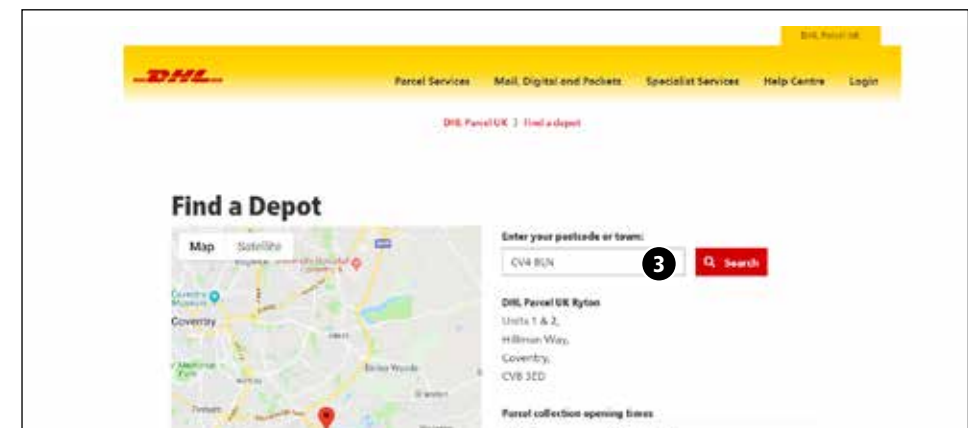 DHL Parcel UK
DHL
Parcel Services Mail, Digital and Packets Specialist Services Help Centre Login
DHL Parcel UK Find a depot
Find a Depot
Map Satellite
Enter your postcode or town:
CV4 8LN 3 Search
DHL Parcel UK Ryton
Units 1 & 2,
Hillman Way,
Coventry,
CV8 3ED
Coventry
Parcel collection opening times